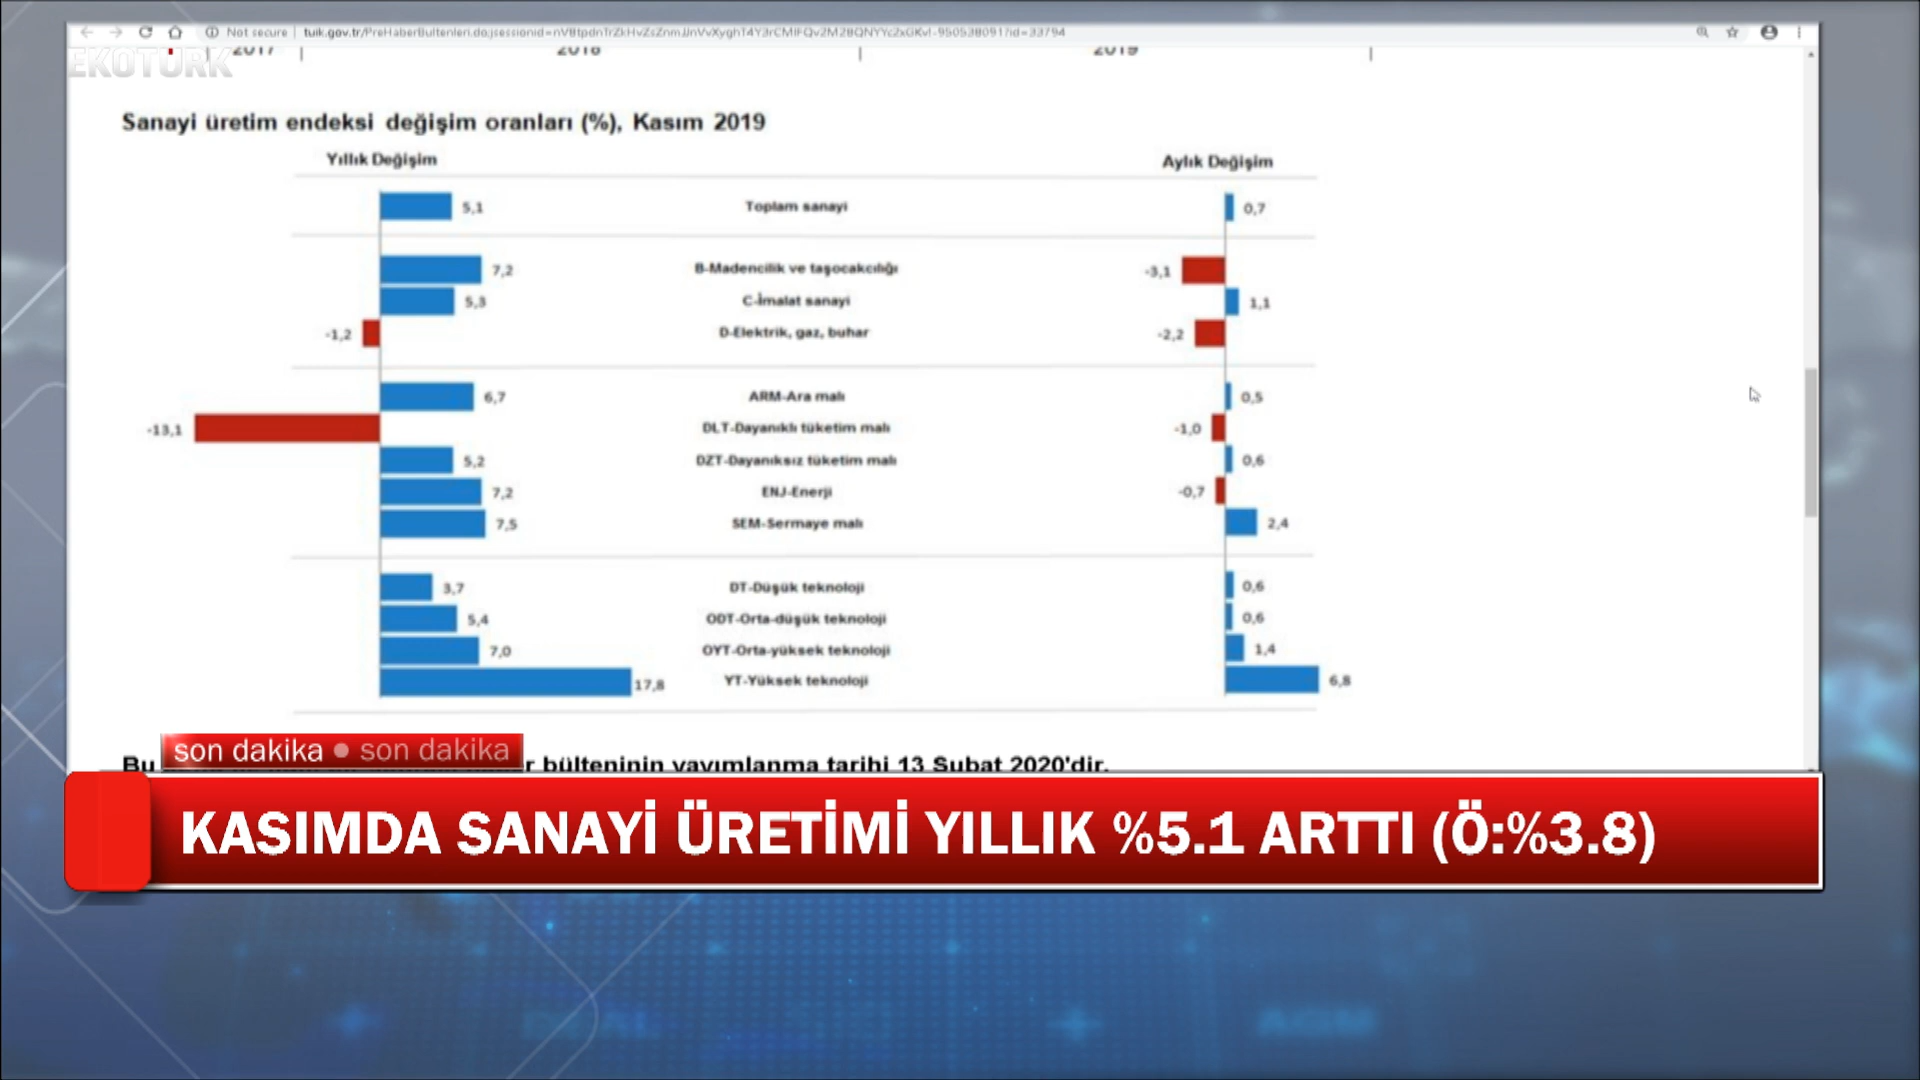 Not secure | tuik.gov.tr/PreHaberBultenleri.do;jsessionid=
EKOTÜRK
2017 2018 2019
Sanayi üretim endeksi değişim oranları (%), Kasım 2019
Yıllık Değişim Aylık Değişim
5,1 Toplam sanayi 0,7
7,2 B-Madencilik ve taşocakcılığı -3,1
5,3 C-İmalat sanayi 1,1
-1,2 D-Elektrik, gaz, buhar -2,2
6,7 ARM-Ara malı 0,5
-13,1 DLT-Dayanıklı tüketim malı -1,0
5,2 DZT-Dayanıksız tüketim malı 0,6
7,2 ENJ-Enerji -0,7
7,5 SEM-Sermaye malı 2,4
3,7 DT-Düşük teknoloji 0,6
5,4 ODT-Orta-düşük teknoloji 0,6
7,0 OYT-Orta-yüksek teknoloji 1,4
17,8 YT-Yüksek teknoloji 6,8
son dakika • son dakika
Bu r bülteninin yayımlanma tarihi 13 Şubat 2020'dir.
KASIMDA SANAYİ ÜRETİMİ YILLIK %5.1 ARTTI (Ö:%3.8)